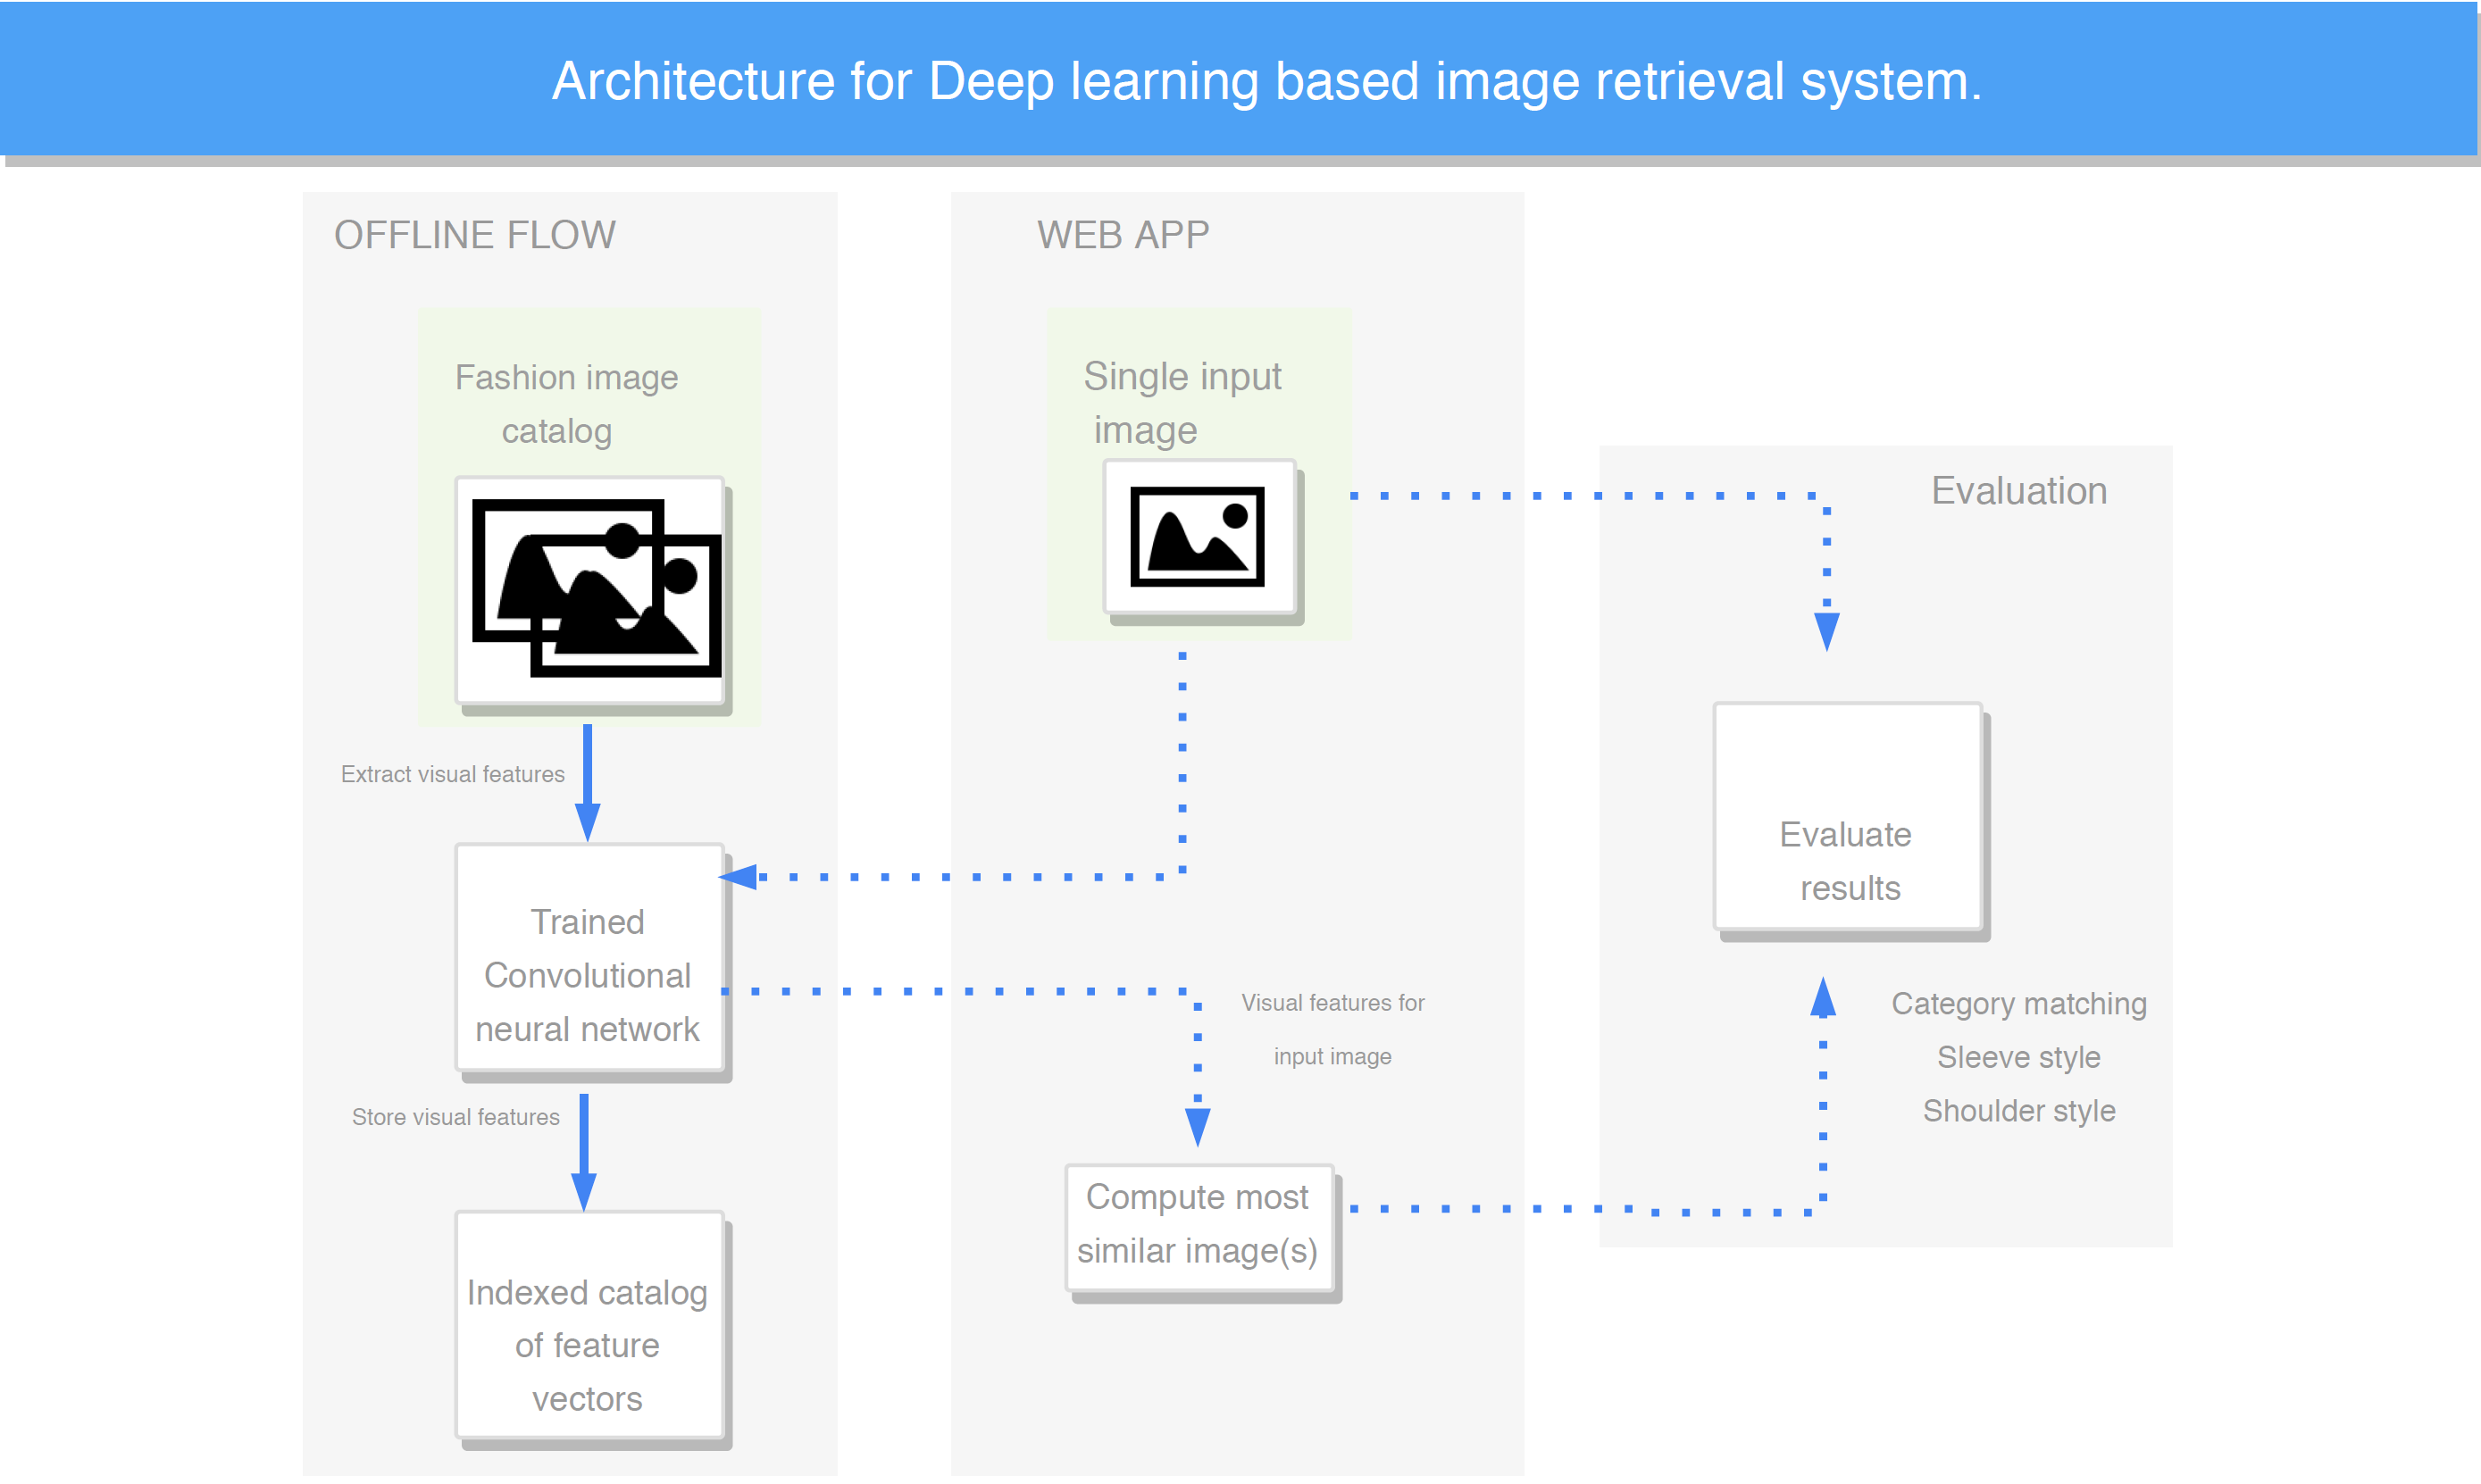 Architecture for Deep learning based image retrieval system.
OFFLINE FLOW
Fashion image
catalog
Extract visual features
Trained
Convolutional
neural network
Store visual features
Indexed catalog
of feature
vectors
WEB APP
Single input
image
Visual features for
input image
Compute most
similar image(s)
Evaluation
Evaluate
results
Category matching
Sleeve style
Shoulder style